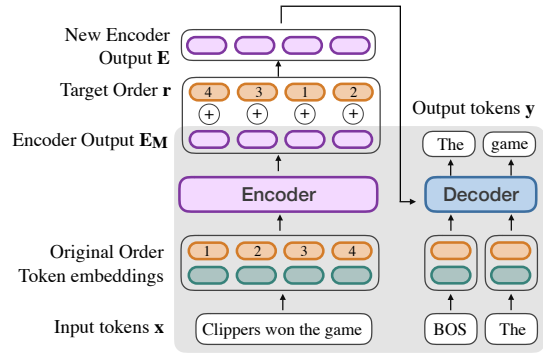 New Encoder
Output E
Target Order r
4 3 1 2
+ + + +
Encoder Output E_M
Output tokens y
The game
Encoder
Decoder
Original Order
1 2 3 4
Token embeddings
Input tokens x
Clippers won the game
BOS The